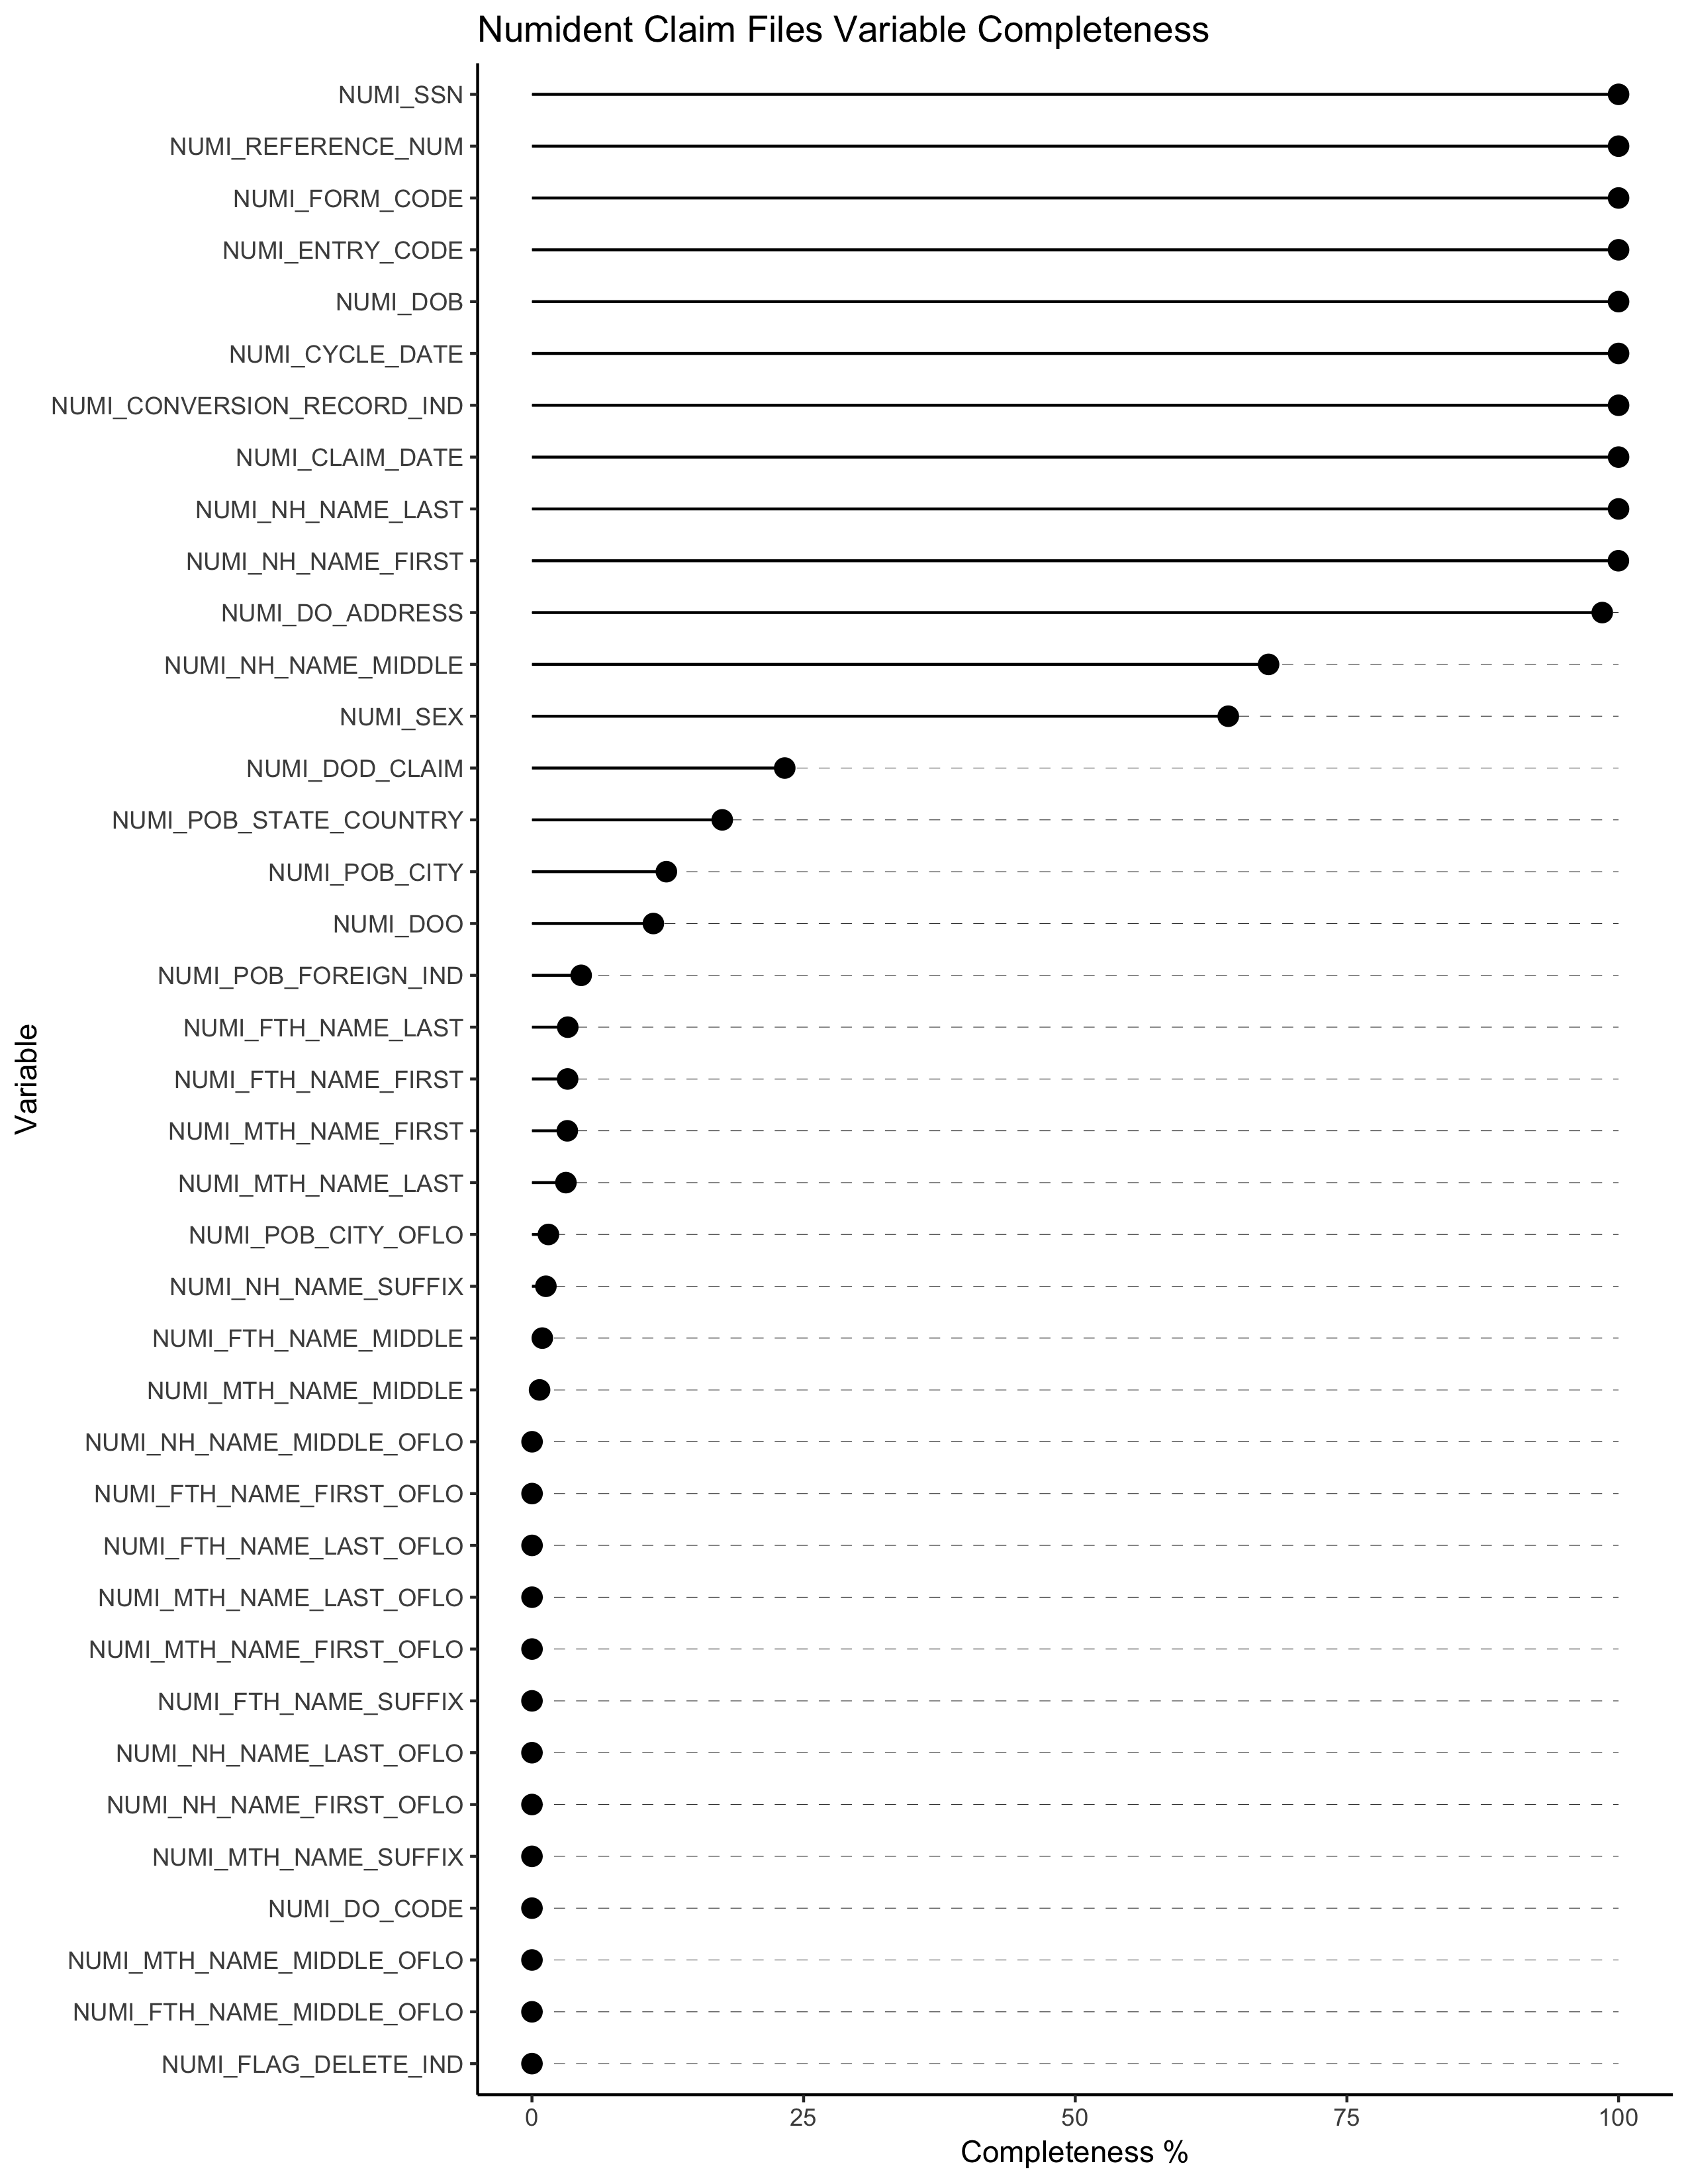 Numident Claim Files Variable Completeness
NUMI_SSN
NUMI_REFERENCE_NUM
NUMI_FORM_CODE
NUMI_ENTRY_CODE
NUMI_DOB
NUMI_CYCLE_DATE
NUMI_CONVERSION_RECORD_IND
NUMI_CLAIM_DATE
NUMI_NH_NAME_LAST
NUMI_NH_NAME_FIRST
NUMI_DO_ADDRESS
NUMI_NH_NAME_MIDDLE
NUMI_SEX
NUMI_DOD_CLAIM
NUMI_POB_STATE_COUNTRY
NUMI_POB_CITY
NUMI_DOO
NUMI_POB_FOREIGN_IND
NUMI_FTH_NAME_LAST
NUMI_FTH_NAME_FIRST
NUMI_MTH_NAME_FIRST
NUMI_MTH_NAME_LAST
NUMI_POB_CITY_OFLO
NUMI_NH_NAME_SUFFIX
NUMI_FTH_NAME_MIDDLE
NUMI_MTH_NAME_MIDDLE
NUMI_NH_NAME_MIDDLE_OFLO
NUMI_FTH_NAME_FIRST_OFLO
NUMI_FTH_NAME_LAST_OFLO
NUMI_MTH_NAME_LAST_OFLO
NUMI_MTH_NAME_FIRST_OFLO
NUMI_FTH_NAME_SUFFIX
NUMI_NH_NAME_LAST_OFLO
NUMI_NH_NAME_FIRST_OFLO
NUMI_MTH_NAME_SUFFIX
NUMI_DO_CODE
NUMI_MTH_NAME_MIDDLE_OFLO
NUMI_FTH_NAME_MIDDLE_OFLO
NUMI_FLAG_DELETE_IND
Variable
0 25 50 75 100
Completeness %